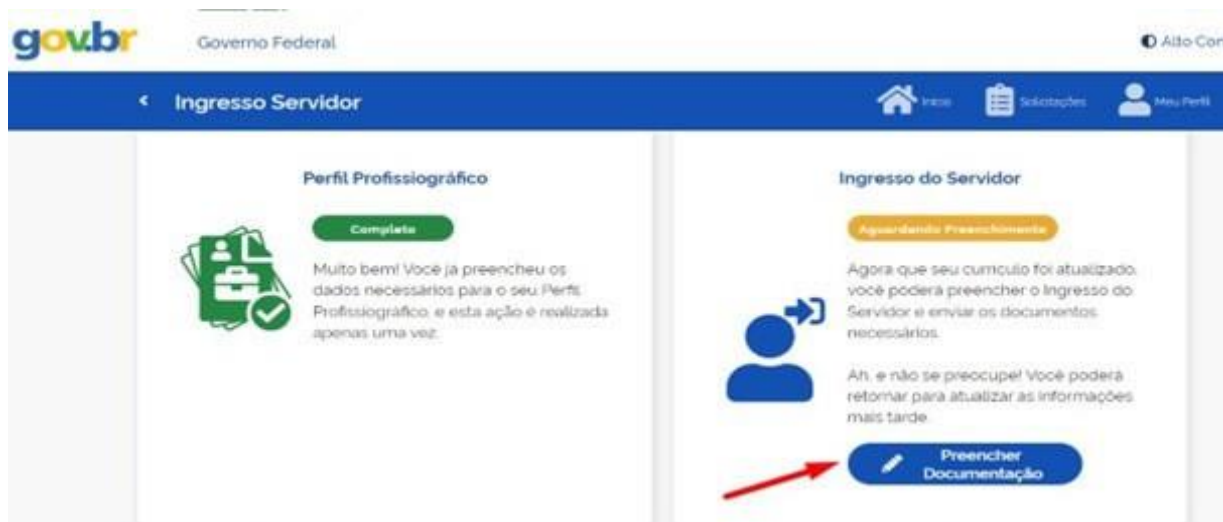 gov.br
Governo Federal
Alto Con
Ingresso Servidor
Início
Solicitações
Meu Perfil
Perfil Profissiográfico
Completo
Muito bem! Você já preencheu os
dados necessários para o seu Perfil
Profissiográfico, e esta ação é realizada
apenas uma vez.
Ingresso do Servidor
Aguardando Preenchimento
Agora que seu currículo foi atualizado,
você poderá preencher o Ingresso do
Servidor e enviar os documentos
necessários.
Ah, e não se preocupe! Você poderá
retornar para atualizar as informações
mais tarde.
Preencher
Documentação